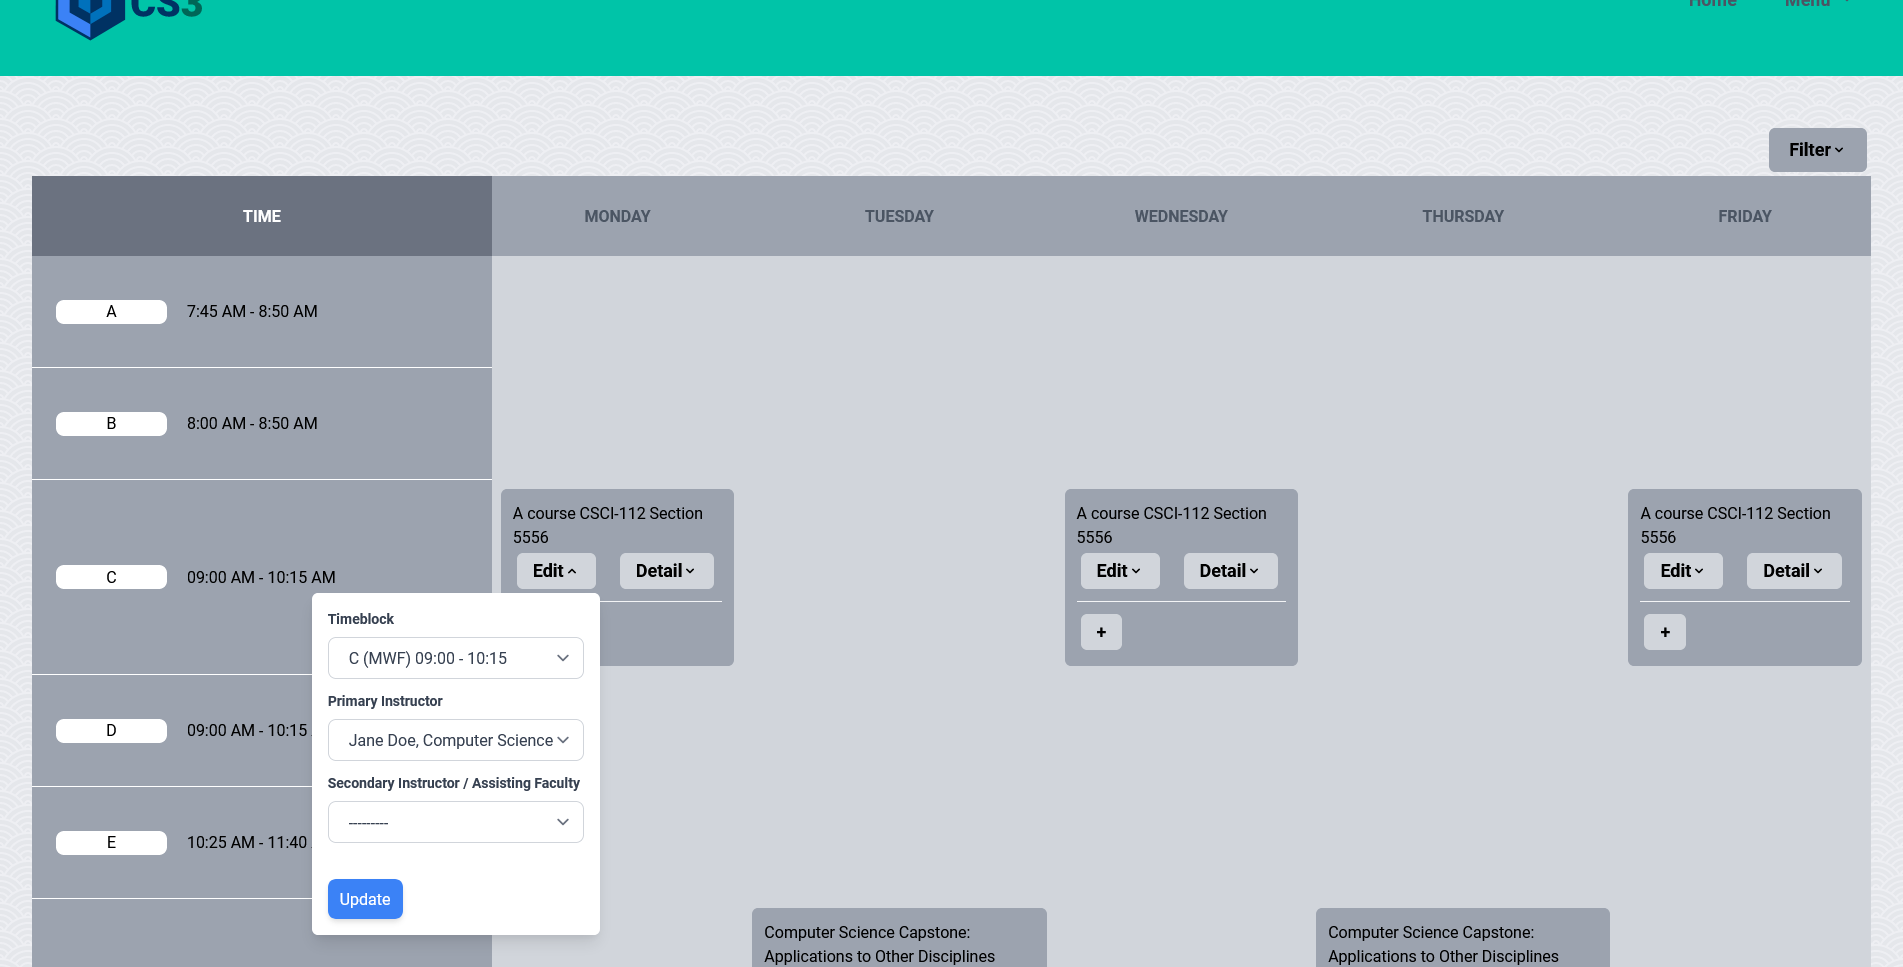 CS3
Home
Menu
Filter
TIME
MONDAY
TUESDAY
WEDNESDAY
THURSDAY
FRIDAY
A
7:45 AM - 8:50 AM
B
8:00 AM - 8:50 AM
C
09:00 AM - 10:15 AM
A course CSCI-112 Section
5556
Edit
Detail
A course CSCI-112 Section
5556
Edit
Detail
+
A course CSCI-112 Section
5556
Edit
Detail
+
Timeblock
C (MWF) 09:00 - 10:15
Primary Instructor
Jane Doe, Computer Science
Secondary Instructor / Assisting Faculty
---------
Update
D
09:00 AM - 10:15
E
10:25 AM - 11:40
Computer Science Capstone:
Applications to Other Disciplines
Computer Science Capstone:
Applications to Other Disciplines